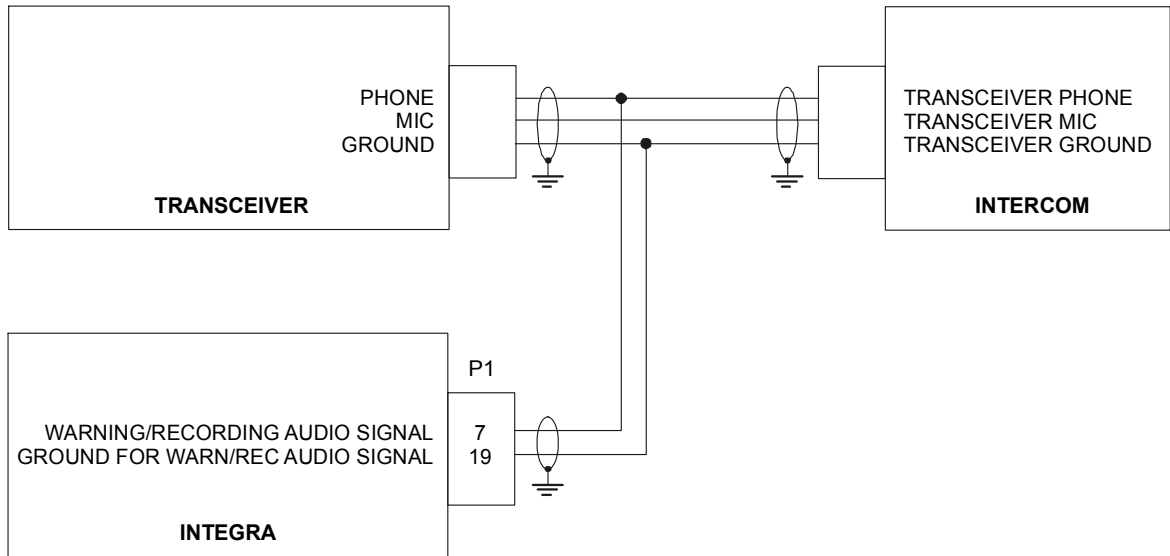 PHONE
MIC
GROUND
TRANSCEIVER
TRANSCEIVER PHONE
TRANSCEIVER MIC
TRANSCEIVER GROUND
INTERCOM
P1
WARNING/RECORDING AUDIO SIGNAL 7
GROUND FOR WARN/REC AUDIO SIGNAL 19
INTEGRA